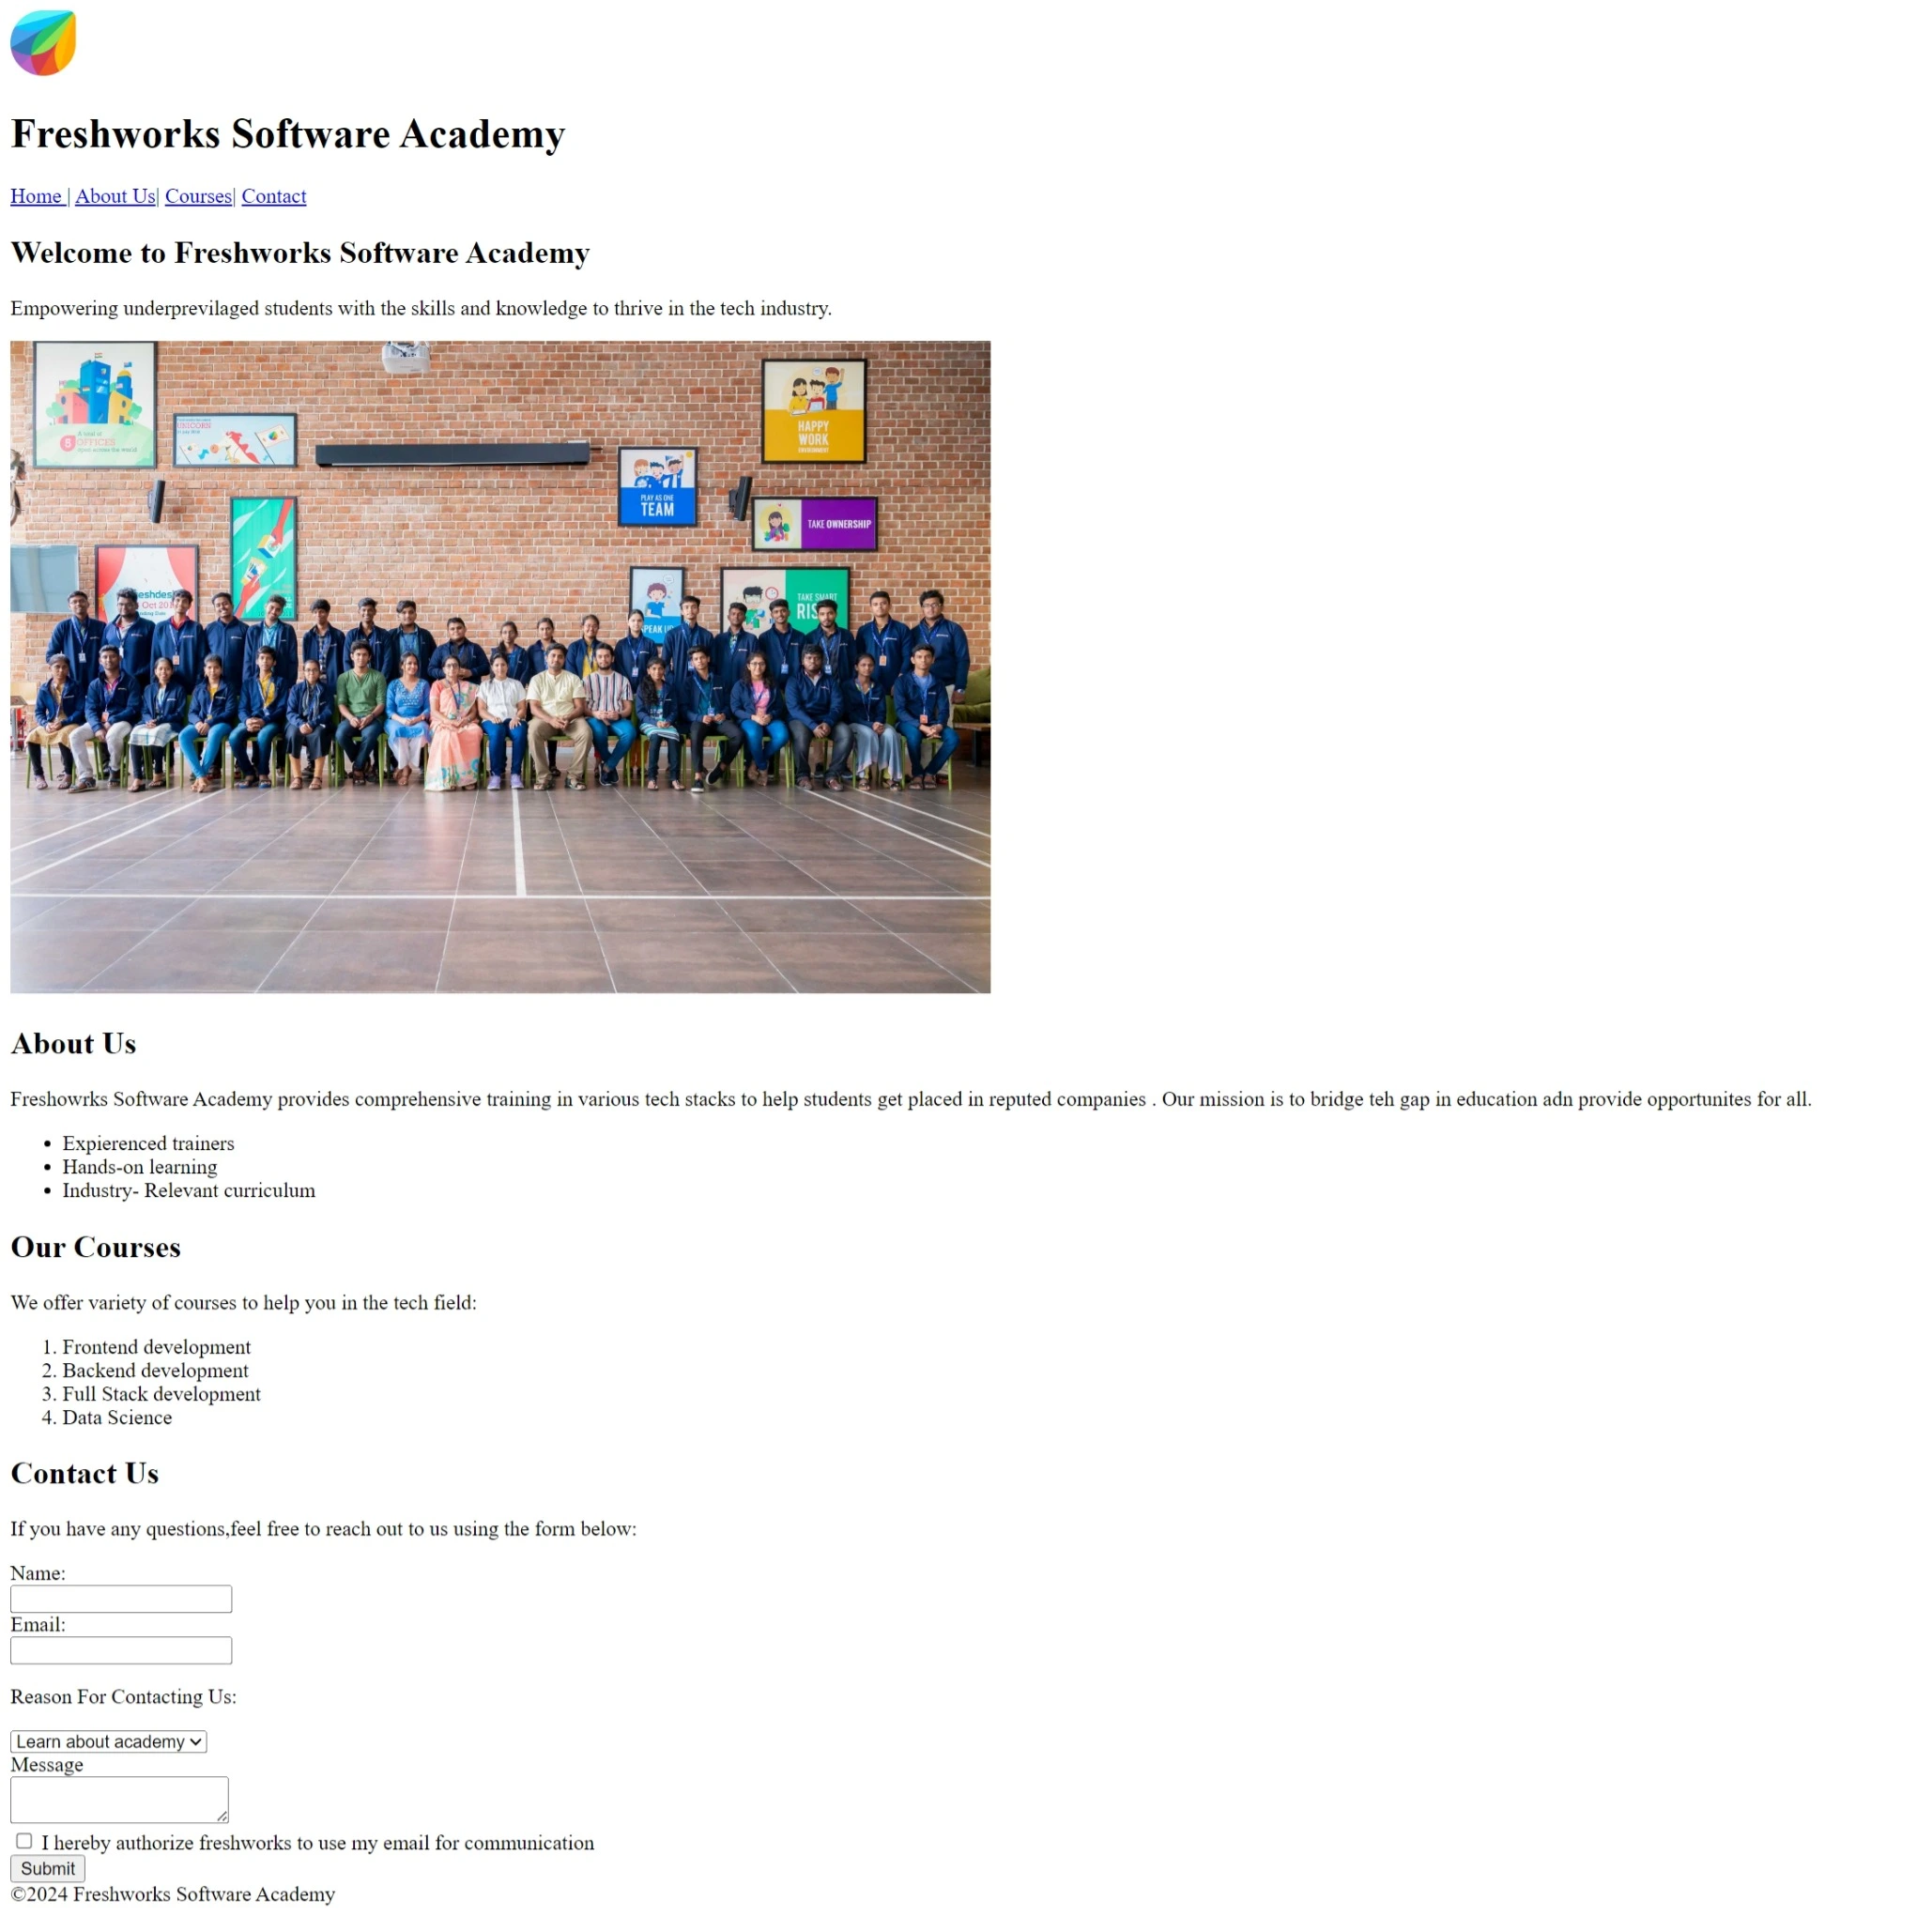 Freshworks Software Academy
Home | About Us| Courses| Contact
Welcome to Freshworks Software Academy
Empowering underprevilaged students with the skills and knowledge to thrive in the tech industry.
6 OFFICES
UNICORN
HAPPY
WORK
ENVIRONMENT
PLAY AS ONE
TEAM
TAKE OWNERSHIP
TAKE SMART
About Us
Freshowrks Software Academy provides comprehensive training in various tech stacks to help students get placed in reputed companies . Our mission is to bridge teh gap in education adn provide opportunites for all.
• Expierenced trainers
• Hands-on learning
• Industry- Relevant curriculum
Our Courses
We offer variety of courses to help you in the tech field:
1. Frontend development
2. Backend development
3. Full Stack development
4. Data Science
Contact Us
If you have any questions,feel free to reach out to us using the form below:
Name:
Email:
Reason For Contacting Us:
Learn about academy
Message
I hereby authorize freshworks to use my email for communication
Submit
©2024 Freshworks Software Academy